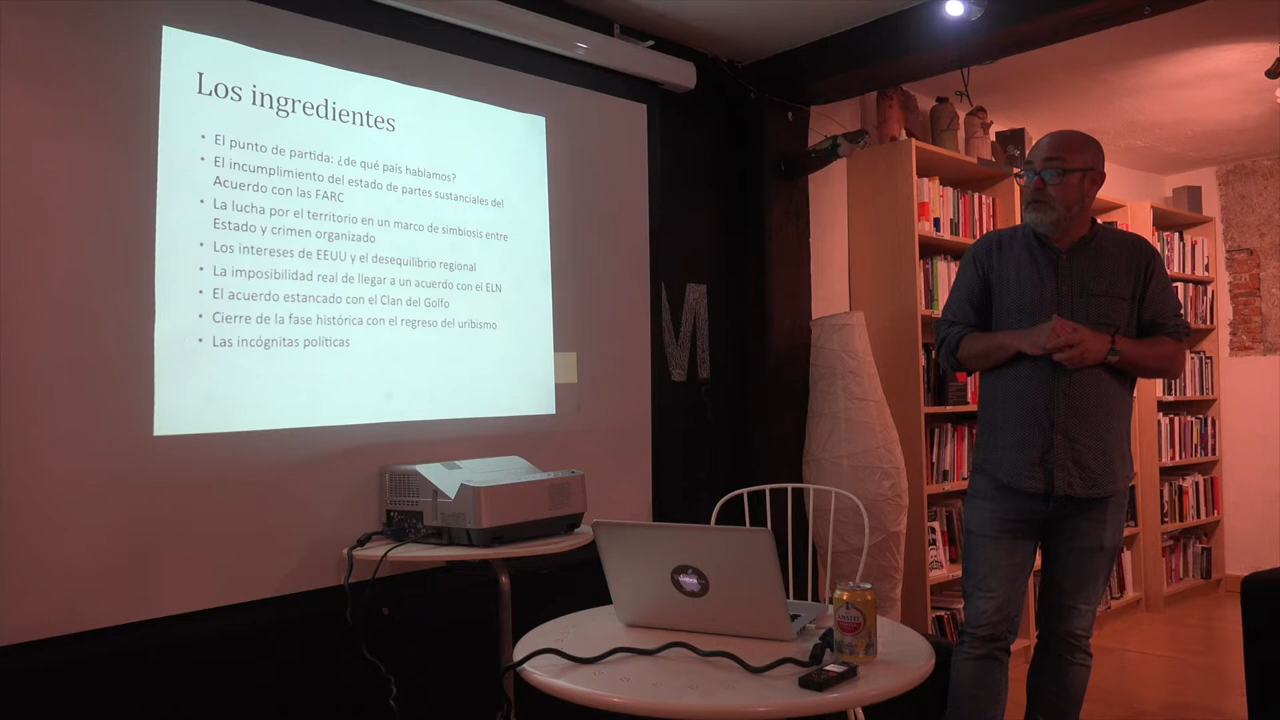 Los ingredientes
• El punto de partida: ¿de qué país hablamos?
• El incumplimiento del estado de partes sustanciales del
Acuerdo con las FARC
• La lucha por el territorio en un marco de simbiosis entre
Estado y crimen organizado
• Los intereses de EEUU y el desequilibrio regional
• La imposibilidad real de llegar a un acuerdo con el ELN
• El acuerdo estancado con el Clan del Golfo
• Cierre de la fase histórica con el regreso del uribismo
• Las incógnitas políticas
M
AMSTEL